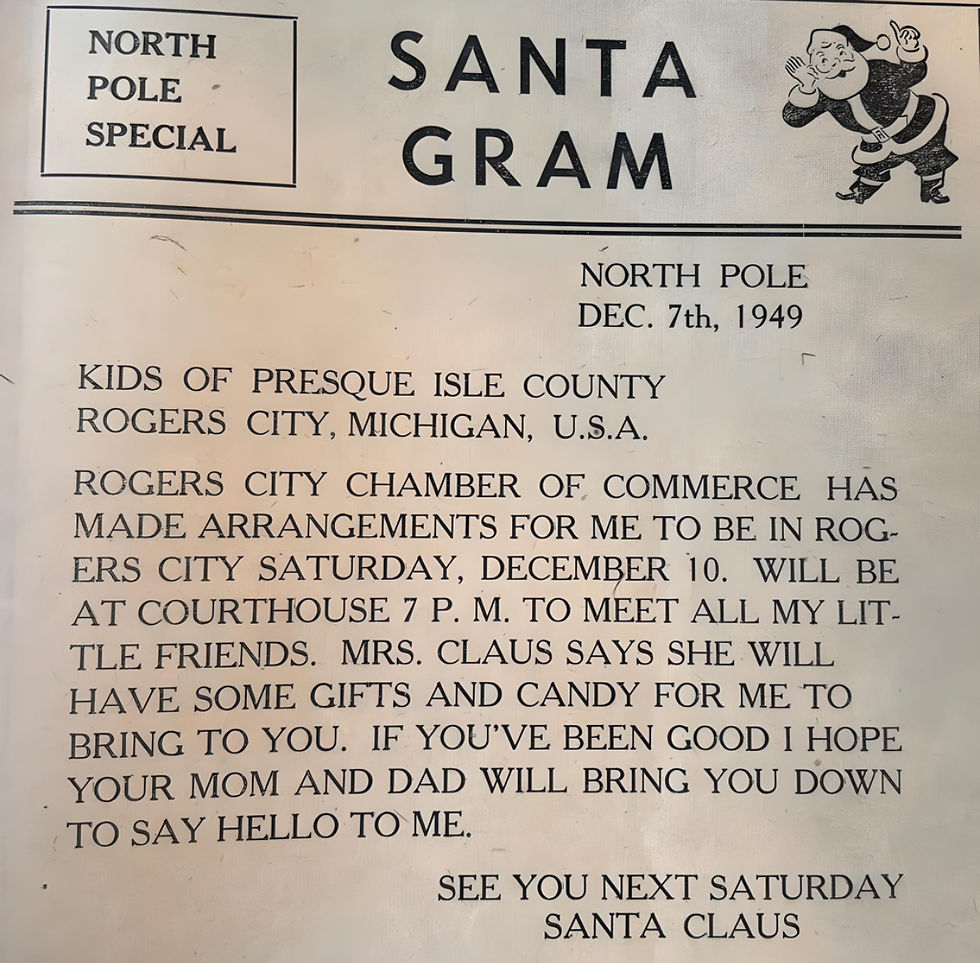 NORTH
POLE
SPECIAL
SANTA
GRAM
NORTH POLE
DEC. 7th, 1949
KIDS OF PRESQUE ISLE COUNTY
ROGERS CITY, MICHIGAN, U.S.A.
ROGERS CITY CHAMBER OF COMMERCE HAS
MADE ARRANGEMENTS FOR ME TO BE IN ROG-
ERS CITY SATURDAY, DECEMBER 10. WILL BE
AT COURTHOUSE 7 P. M. TO MEET ALL MY LIT-
TLE FRIENDS. MRS. CLAUS SAYS SHE WILL
HAVE SOME GIFTS AND CANDY FOR ME TO
BRING TO YOU. IF YOU'VE BEEN GOOD I HOPE
YOUR MOM AND DAD WILL BRING YOU DOWN
TO SAY HELLO TO ME.
SEE YOU NEXT SATURDAY
SANTA CLAUS